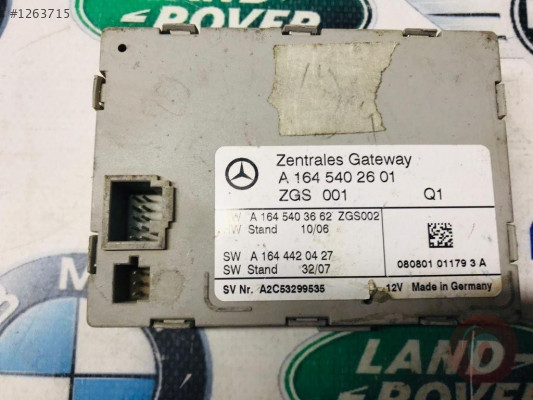 #1263715
LAND
ROVER
Zentrales Gateway
A 164 540 26 01
ZGS 001 Q1
A 164 540 36 62 ZGS002
Stand 10/06
SW A 164 442 04 27
SW Stand 32/07
080801 01179 3 A
SV Nr. A2C53299535 12V Made in Germany
LAND
ROVER